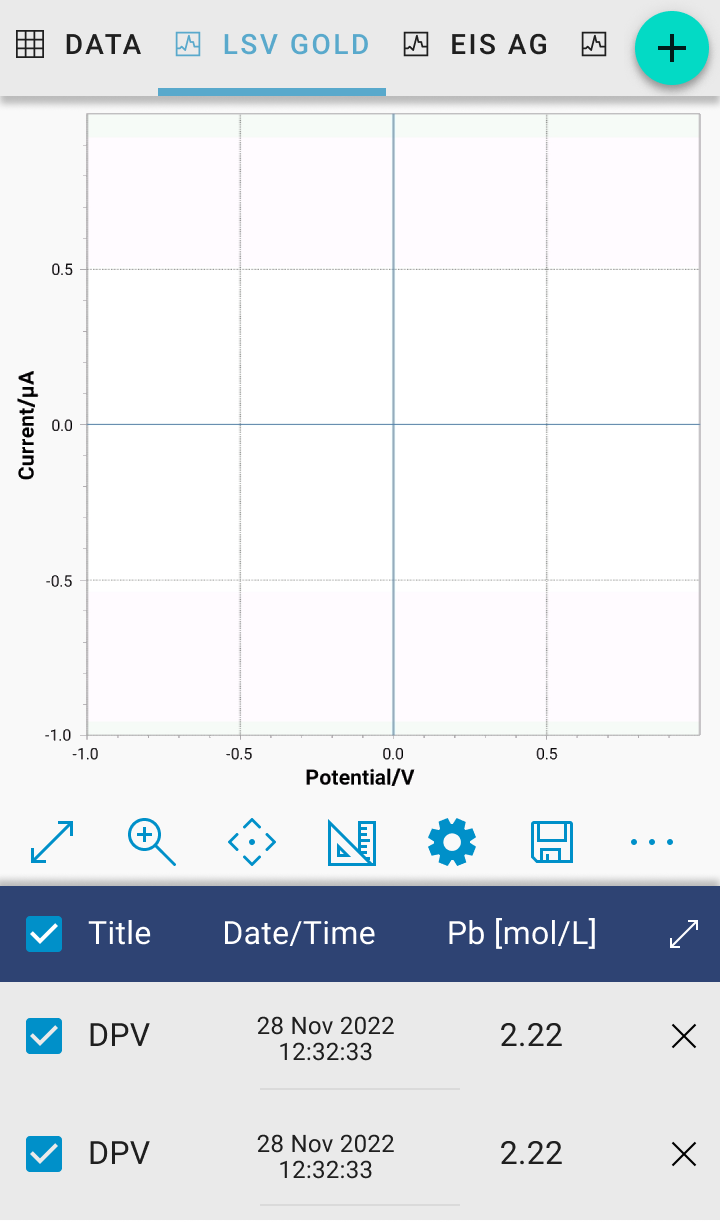 DATA LSV GOLD EIS AG
0.5
0.0
-0.5
-1.0
Current/μA
-1.0 -0.5 0.0 0.5
Potential/V
Title Date/Time Pb [mol/L]
DPV 28 Nov 2022 12:32:33 2.22
DPV 28 Nov 2022 12:32:33 2.22